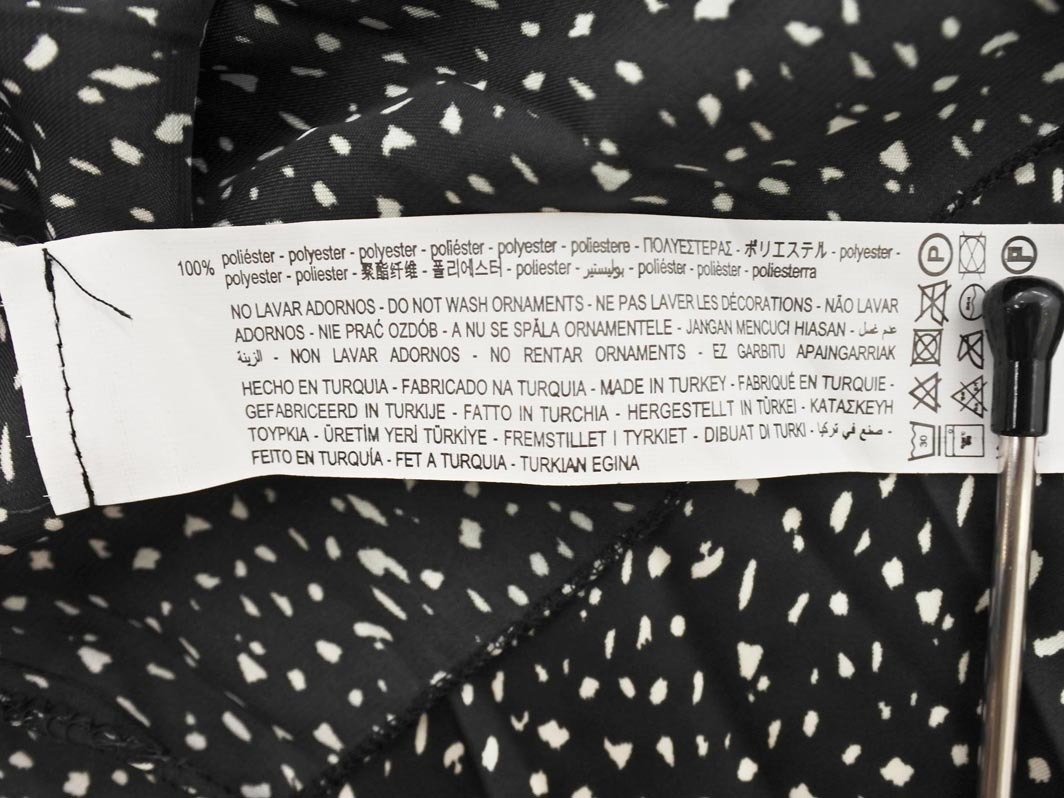 100% poliéster - polyester - polyester - poliéster - polyester - poliestere - ΠΟΛΥΕΣΤΕΡΑΣ - ポリエステル - polyester -
polyester - poliester - 聚酯纤维 - 폴리에스터 - poliester - بوليستير - poliéster - polièster - poliesterra
NO LAVAR ADORNOS - DO NOT WASH ORNAMENTS - NE PAS LAVER LES DÉCORATIONS - NÃO LAVAR
ADORNOS - NIE PRAĆ OZDÓB - A NU SE SPĂLA ORNAMENTELE - JANGAN MENCUCI HIASAN - عدم غسل
الزينة - NON LAVAR ADORNOS - NO RENTAR ORNAMENTS - EZ GARBITU APAINGARRIAK
HECHO EN TURQUIA - FABRICADO NA TURQUIA - MADE IN TURKEY - FABRIQUÉ EN TURQUIE -
GEFABRICEERD IN TURKIJE - FATTO IN TURCHIA - HERGESTELLT IN TÜRKEI - ΚΑΤΑΣΚΕΥΗ
ΤΟΥΡΚΙΑ - ÜRETİM YERİ TÜRKİYE - FREMSTILLET I TYRKIET - DIBUAT DI TURKI - صنع في تركيا -
FEITO EN TURQUÍA - FET A TURQUIA - TURKIAN EGINA
P
P
30